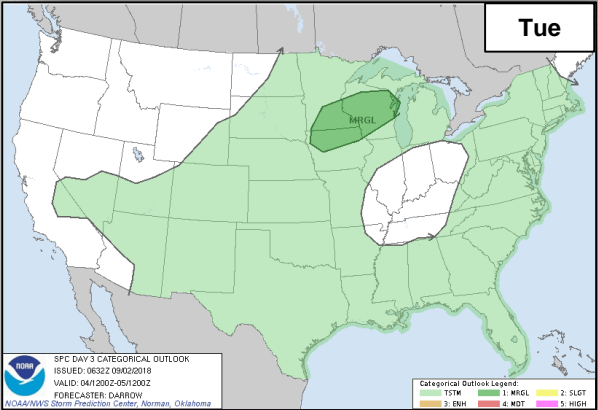 Tue
MRGL
SPC DAY 3 CATEGORICAL OUTLOOK
ISSUED: 0632Z 09/02/2018
VALID: 04/1200Z-05/1200Z
FORECASTER: DARROW
NOAA/NWS Storm Prediction Center, Norman, Oklahoma
NOAA
Categorical Outlook Legend:
TSTM 1: MRGL 2: SLGT
3: ENH 4: MDT 5: HIGH